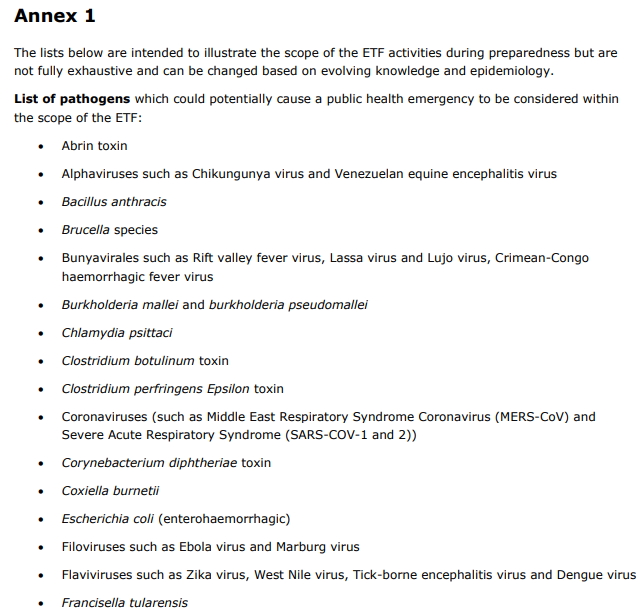 Annex 1
The lists below are intended to illustrate the scope of the ETF activities during preparedness but are
not fully exhaustive and can be changed based on evolving knowledge and epidemiology.
List of pathogens which could potentially cause a public health emergency to be considered within
the scope of the ETF:
• Abrin toxin
• Alphaviruses such as Chikungunya virus and Venezuelan equine encephalitis virus
• Bacillus anthracis
• Brucella species
• Bunyavirales such as Rift valley fever virus, Lassa virus and Lujo virus, Crimean-Congo
haemorrhagic fever virus
• Burkholderia mallei and burkholderia pseudomallei
• Chlamydia psittaci
• Clostridium botulinum toxin
• Clostridium perfringens Epsilon toxin
• Coronaviruses (such as Middle East Respiratory Syndrome Coronavirus (MERS-CoV) and
Severe Acute Respiratory Syndrome (SARS-COV-1 and 2))
• Corynebacterium diphtheriae toxin
• Coxiella burnetii
• Escherichia coli (enterohaemorrhagic)
• Filoviruses such as Ebola virus and Marburg virus
• Flaviviruses such as Zika virus, West Nile virus, Tick-borne encephalitis virus and Dengue virus
• Francisella tularensis